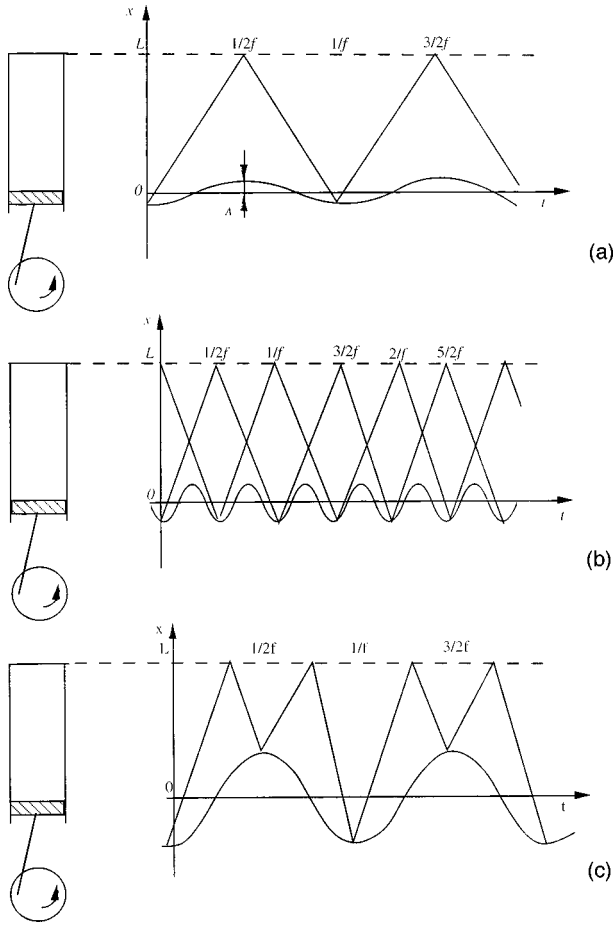 x
L 1/2f 1/f 3/2f
0 A t
(a)
x
L 1/2f 1/f 3/2f 2/f 5/2f
0 t
(b)
x
L 1/2f 1/f 3/2f
0 t
(c)